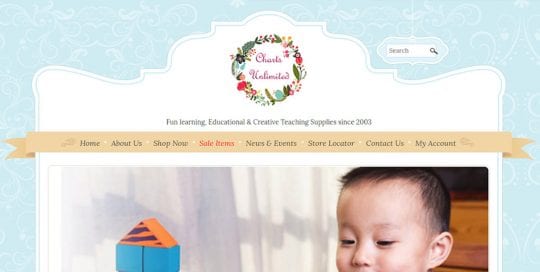 Search
Charts
Unlimited
Fun learning, Educational & Creative Teaching Supplies since 2003
Home About Us Shop Now Sale Items News & Events Store Locator Contact Us My Account